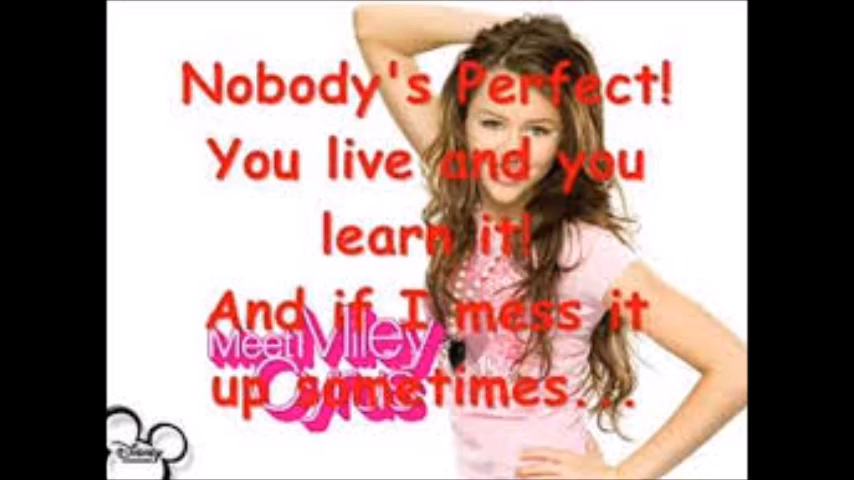 Nobody's Perfect!
You live and you
learn it!
And if I mess it
up sometimes...
Meet Miley
Cyrus
Disney